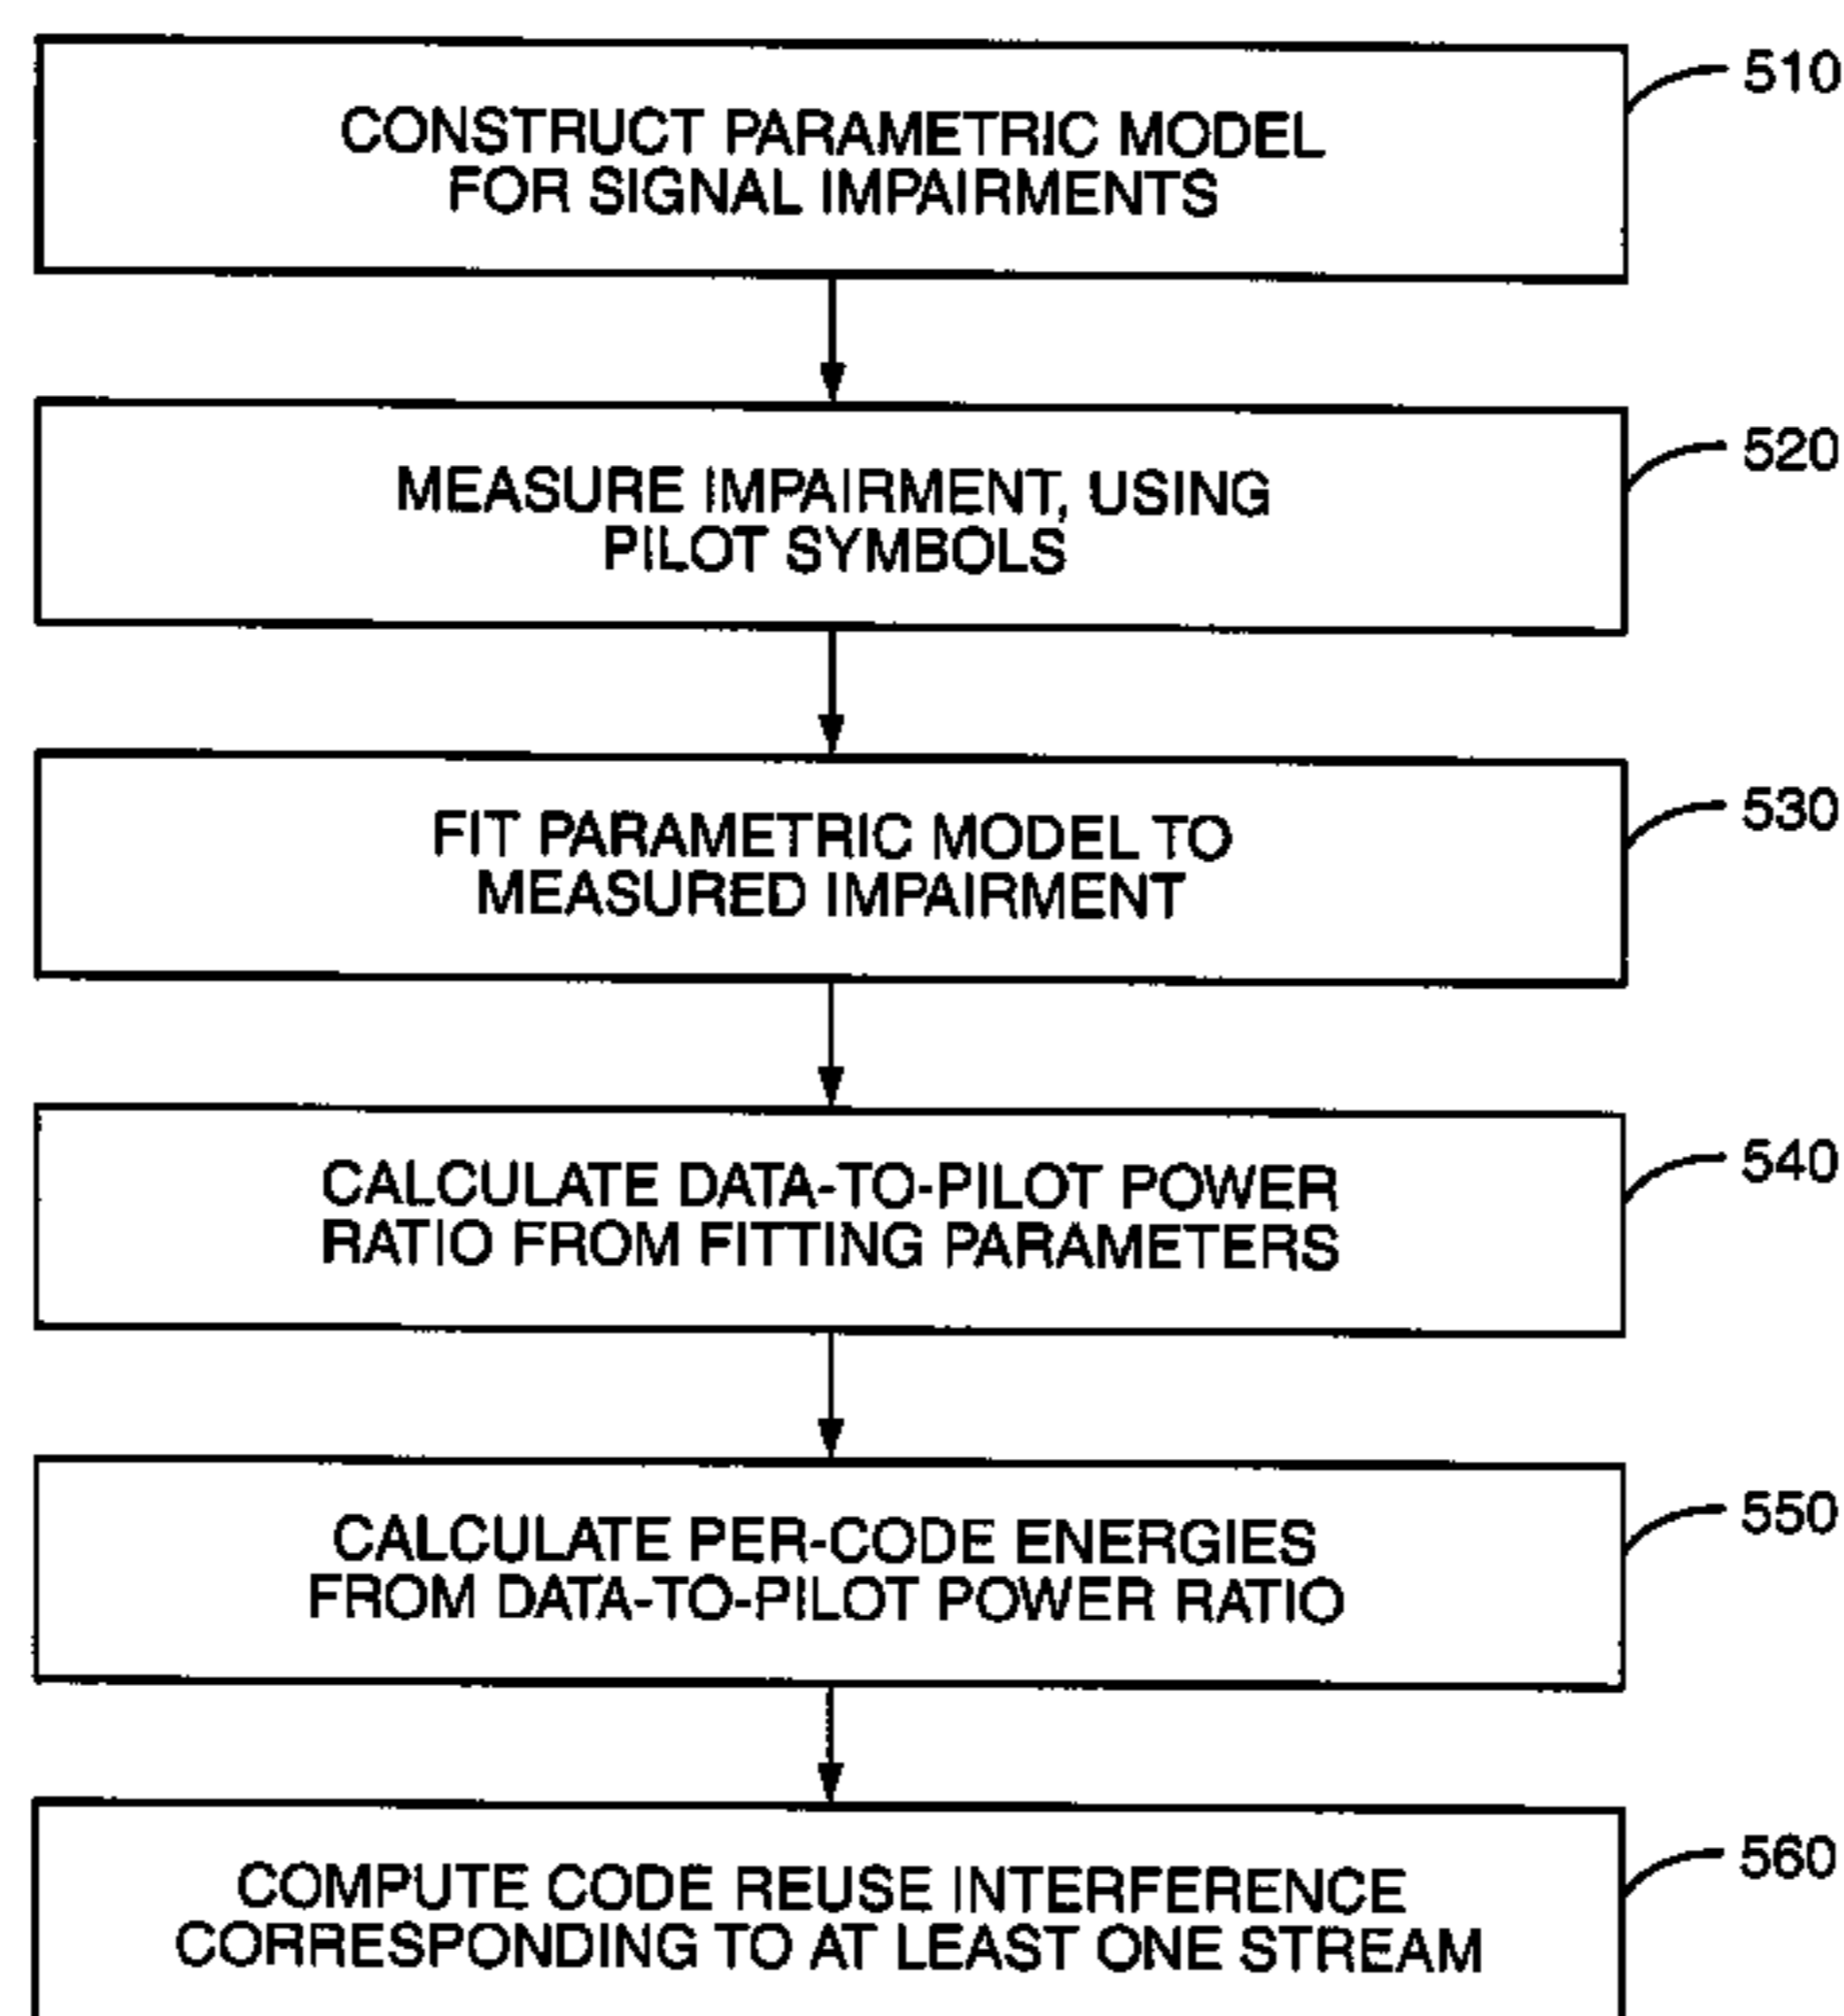 CONSTRUCT PARAMETRIC MODEL
FOR SIGNAL IMPAIRMENTS
510
MEASURE IMPAIRMENT, USING
PILOT SYMBOLS
520
FIT PARAMETRIC MODEL TO
MEASURED IMPAIRMENT
530
CALCULATE DATA-TO-PILOT POWER
RATIO FROM FITTING PARAMETERS
540
CALCULATE PER-CODE ENERGIES
FROM DATA-TO-PILOT POWER RATIO
550
COMPUTE CODE REUSE INTERFERENCE
CORRESPONDING TO AT LEAST ONE STREAM
560